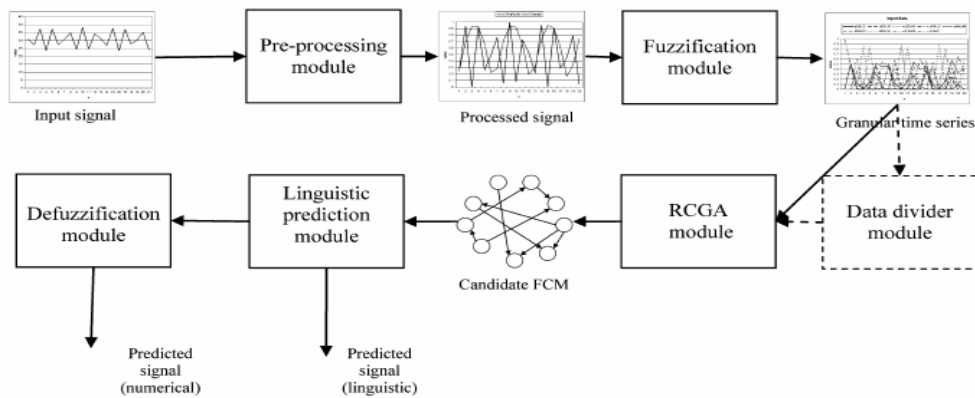 Pre-processing
module
Fuzzification
module
Input signal
Processed signal
Granular time series
Defuzzification
module
Linguistic
prediction
module
Candidate FCM
RCGA
module
Data divider
module
Predicted
signal
(numerical)
Predicted
signal
(linguistic)